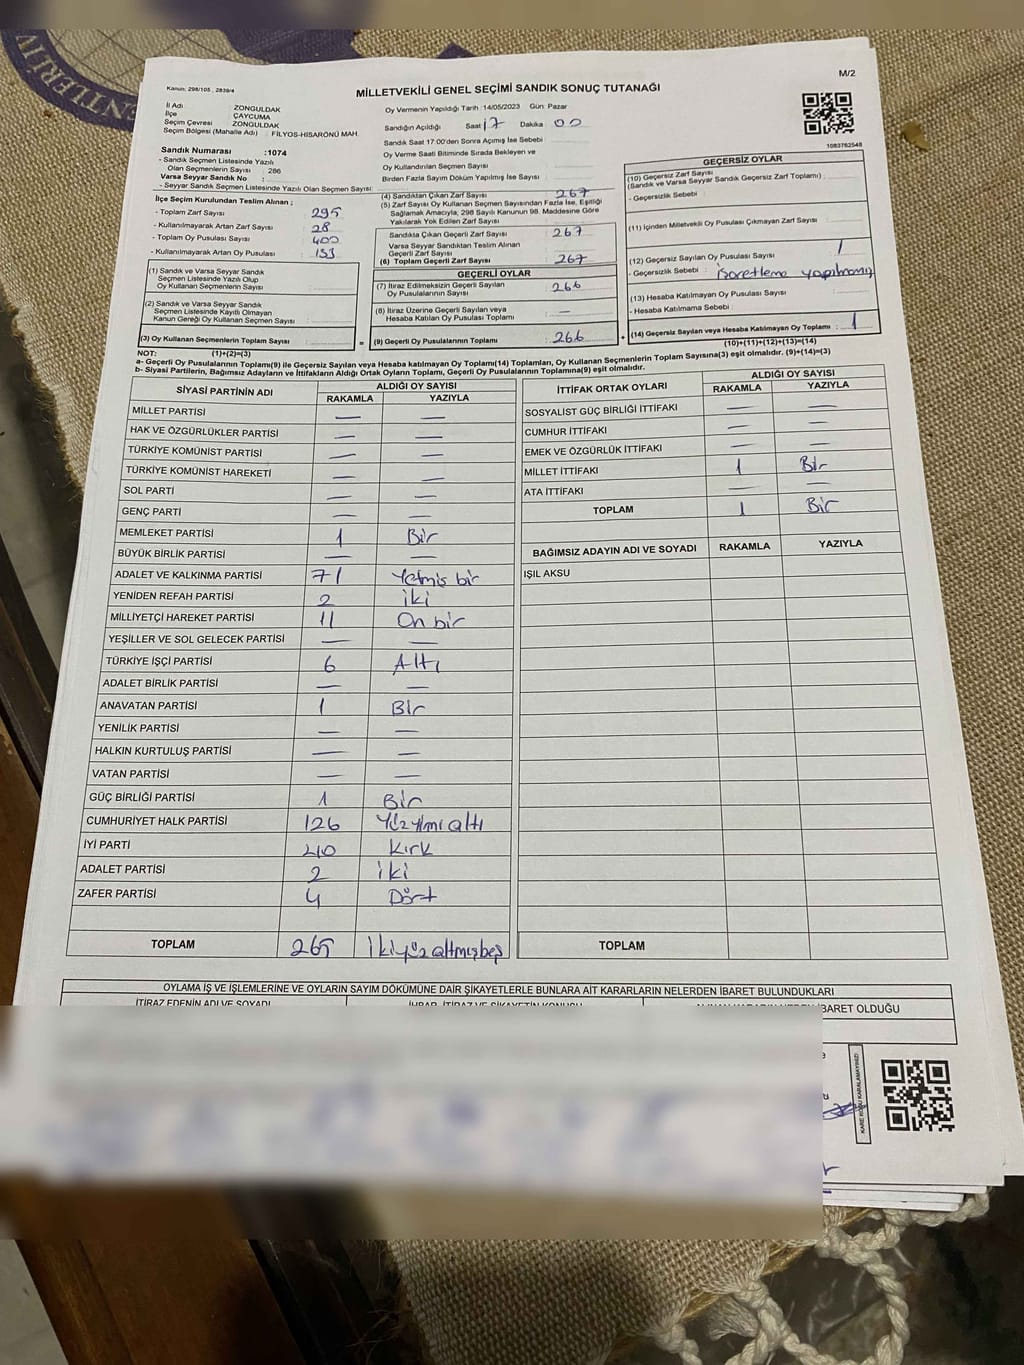 ENTLERİ
M/2
Kanun: 298/105 , 2839/4
MİLLETVEKİLİ GENEL SEÇİMİ SANDIK SONUÇ TUTANAĞI
İl Adı ZONGULDAK
İlçe ÇAYCUMA
Seçim Çevresi ZONGULDAK
Seçim Bölgesi (Mahalle Adı) : FİLYOS-HİSARÖNÜ MAH.
Sandık Numarası :1074
- Sandık Seçmen Listesinde Yazılı
Olan Seçmenlerin Sayısı : 286
Varsa Seyyar Sandık No :
- Seyyar Sandık Seçmen Listesinde Yazılı Olan Seçmen Sayısı:
İlçe Seçim Kurulundan Teslim Alınan ;
- Toplam Zarf Sayısı : 295
- Kullanılmayarak Artan Zarf Sayısı : 28
- Toplam Oy Pusulası Sayısı : 400
- Kullanılmayarak Artan Oy Pusulası : 133
(1) Sandık ve Varsa Seyyar Sandık
Seçmen Listesinde Yazılı Olup
Oy Kullanan Seçmenlerin Sayısı :
(2) Sandık ve Varsa Seyyar Sandık
Seçmen Listesinde Kayıtlı Olmayan
Kanun Gereği Oy Kullanan Seçmen Sayısı :
(3) Oy Kullanan Seçmenlerin Toplam Sayısı :
Oy Vermenin Yapıldığı Tarih :14/05/2023 Gün: Pazar
Sandığın Açıldığı Saat 17 Dakika 00
Sandık Saat 17:00'den Sonra Açımış İse Sebebi :
Oy Verme Saati Bitiminde Sırada Bekleyen ve
Oy Kullandırılan Seçmen Sayısı :
Birden Fazla Sayım Döküm Yapılmış İse Sayısı :
(4) Sandıktan Çıkan Zarf Sayısı : 267
(5) Zarf Sayısı Oy Kullanan Seçmen Sayısından Fazla İse, Eşitliği
Sağlamak Amacıyla, 298 Sayılı Kanunun 98. Maddesine Göre
Yakılarak Yok Edilen Zarf Sayısı :
Sandıkta Çıkan Geçerli Zarf Sayısı : 267
Varsa Seyyar Sandıktan Teslim Alınan
Geçerli Zarf Sayısı :
(6) Toplam Geçerli Zarf Sayısı : 267
GEÇERLİ OYLAR
(7) İtiraz Edilmeksizin Geçerli Sayılan
Oy Pusulalarının Sayısı : 266
(8) İtiraz Üzerine Geçerli Sayılan veya
Hesaba Katılan Oy Pusulası Toplamı : —
= (9) Geçerli Oy Pusulalarının Toplamı : 266
1083762548
GEÇERSİZ OYLAR
(10) Geçersiz Zarf Sayısı
(Sandık ve Varsa Seyyar Sandık Geçersiz Zarf Toplamı) :
- Geçersizlik Sebebi :
(11) İçinden Milletvekili Oy Pusulası Çıkmayan Zarf Sayısı :
(12) Geçersiz Sayılan Oy Pusulası Sayısı : 1
- Geçersizlik Sebebi : işaretleme yapılmamış
(13) Hesaba Katılmayan Oy Pusulası Sayısı :
- Hesaba Katılmama Sebebi :
+ (14) Geçersiz Sayılan veya Hesaba Katılmayan Oy Toplamı : 1
(10)+(11)+(12)+(13)=(14)
NOT: (1)+(2)=(3)
a- Geçerli Oy Pusulalarının Toplamı(9) ile Geçersiz Sayılan veya Hesaba katılmayan Oy Toplamı(14) Toplamları, Oy Kullanan Seçmenlerin Toplam Sayısına(3) eşit olmalıdır. (9)+(14)=(3)
b- Siyasi Partilerin, Bağımsız Adayların ve İttifakların Aldığı Ortak Oyların Toplamı, Geçerli Oy Pusulalarının Toplamına(9) eşit olmalıdır.
SİYASİ PARTİNİN ADI ALDIĞI OY SAYISI
RAKAMLA YAZIYLA
MİLLET PARTİSİ — —
HAK VE ÖZGÜRLÜKLER PARTİSİ — —
TÜRKİYE KOMÜNİST PARTİSİ — —
TÜRKİYE KOMÜNİST HAREKETİ — —
SOL PARTİ — —
GENÇ PARTİ — —
MEMLEKET PARTİSİ 1 Bir
BÜYÜK BİRLİK PARTİSİ — —
ADALET VE KALKINMA PARTİSİ 71 Yetmiş bir
YENİDEN REFAH PARTİSİ 2 iki
MİLLİYETÇİ HAREKET PARTİSİ 11 On bir
YEŞİLLER VE SOL GELECEK PARTİSİ — —
TÜRKİYE İŞÇİ PARTİSİ 6 Altı
ADALET BİRLİK PARTİSİ — —
ANAVATAN PARTİSİ 1 Bir
YENİLİK PARTİSİ — —
HALKIN KURTULUŞ PARTİSİ — —
VATAN PARTİSİ — —
GÜÇ BİRLİĞİ PARTİSİ 1 Bir
CUMHURİYET HALK PARTİSİ 126 Yüzyirmi altı
İYİ PARTİ 40 Kırk
ADALET PARTİSİ 2 iki
ZAFER PARTİSİ 4 Dört
TOPLAM 265 ikiyüz altmışbeş
İTTİFAK ORTAK OYLARI ALDIĞI OY SAYISI
RAKAMLA YAZIYLA
SOSYALİST GÜÇ BİRLİĞİ İTTİFAKI — —
CUMHUR İTTİFAKI — —
EMEK VE ÖZGÜRLÜK İTTİFAKI — —
MİLLET İTTİFAKI 1 Bir
ATA İTTİFAKI — —
TOPLAM 1 Bir
BAĞIMSIZ ADAYIN ADI VE SOYADI RAKAMLA YAZIYLA
IŞIL AKSU
TOPLAM
OYLAMA İŞ VE İŞLEMLERİNE VE OYLARIN SAYIM DÖKÜMÜNE DAİR ŞİKAYETLERLE BUNLARA AİT KARARLARIN NELERDEN İBARET BULUNDUKLARI
İTİRAZ EDENİN ADI VE SOYADI İHBAR, İTİRAZ VE ŞİKAYETİN KONUSU İBARET OLDUĞU
KARE KODU KARALAMAYINIZ!